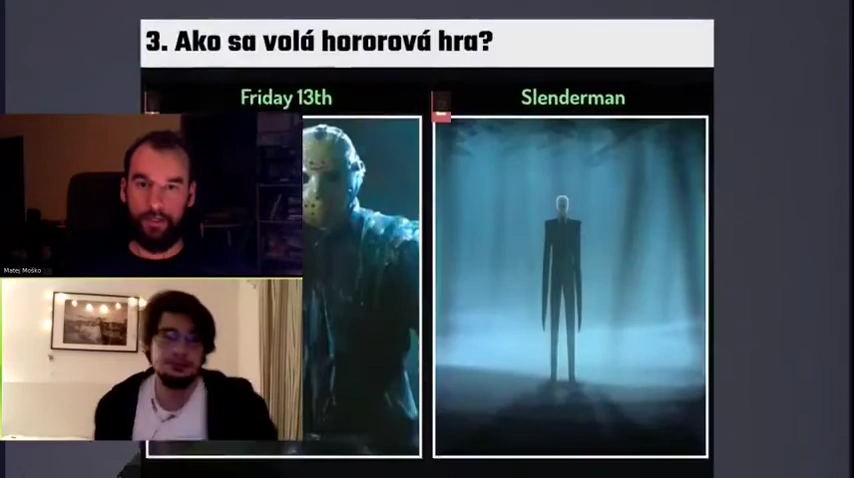 3. Ako sa volá hororová hra?
Friday 13th
Slenderman
Matej Moško